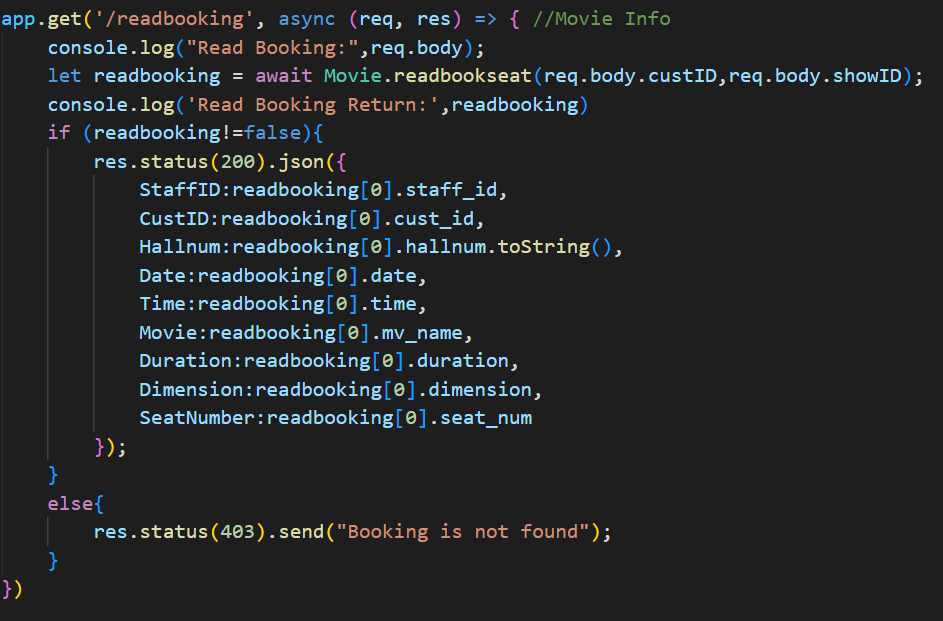 app.get('/readbooking', async (req, res) => { //Movie Info
    console.log("Read Booking:",req.body);
    let readbooking = await Movie.readbookseat(req.body.custID,req.body.showID);
    console.log('Read Booking Return:',readbooking)
    if (readbooking!=false){
        res.status(200).json({
            StaffID:readbooking[0].staff_id,
            CustID:readbooking[0].cust_id,
            Hallnum:readbooking[0].hallnum.toString(),
            Date:readbooking[0].date,
            Time:readbooking[0].time,
            Movie:readbooking[0].mv_name,
            Duration:readbooking[0].duration,
            Dimension:readbooking[0].dimension,
            SeatNumber:readbooking[0].seat_num
        });
    }
    else{
        res.status(403).send("Booking is not found");
    }
})